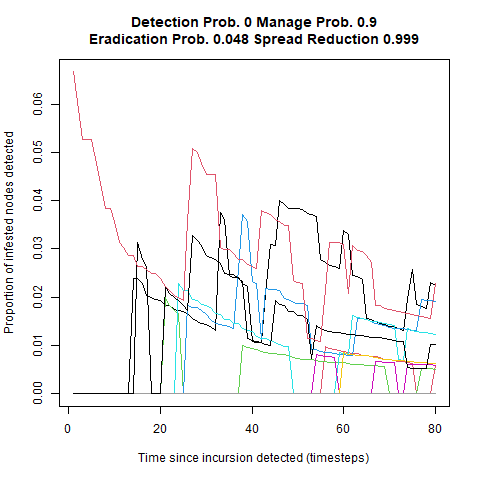 Detection Prob. 0 Manage Prob. 0.9
Eradication Prob. 0.048 Spread Reduction 0.999
Proportion of infested nodes detected
0.06
0.05
0.04
0.03
0.02
0.01
0.00
0 20 40 60 80
Time since incursion detected (timesteps)